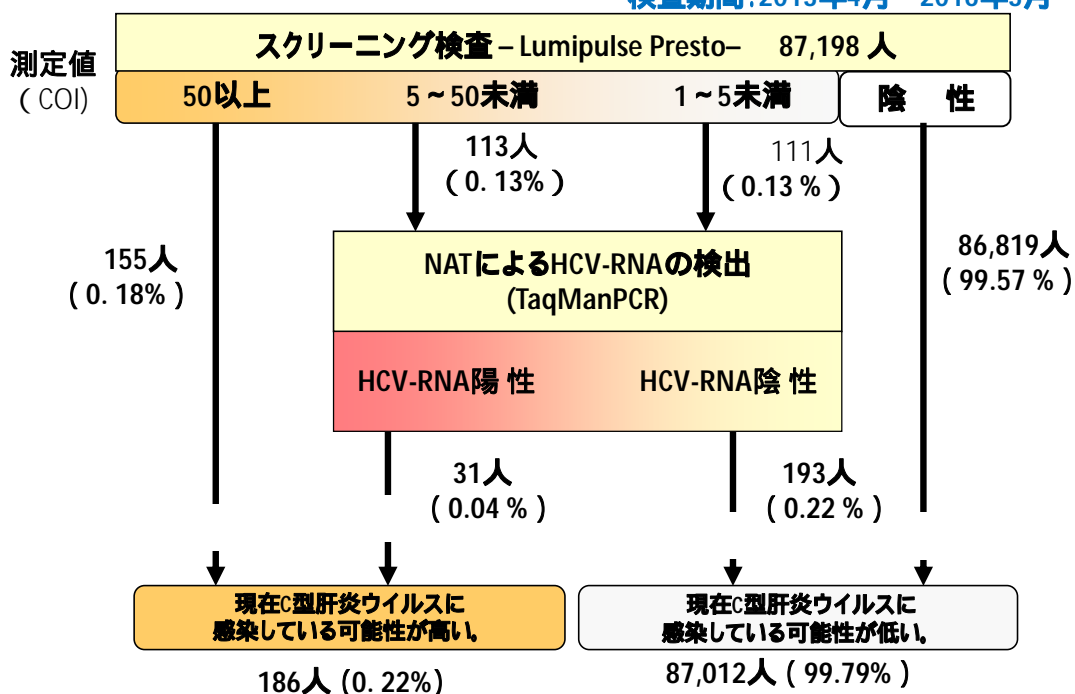 スクリーニング検査 – Lumipulse Presto– 87,198 人
測定値
(COI)
50以上
5 ~ 50未満
1 ~ 5未満
陰 性
113人
( 0. 13% )
111人
( 0.13 % )
155人
( 0. 18% )
86,819人
( 99.57 % )
NATによるHCV-RNAの検出
(TaqManPCR)
HCV-RNA陽 性
HCV-RNA陰 性
31人
( 0.04 % )
193人
( 0.22 % )
現在C型肝炎ウイルスに
感染している可能性が高い。
現在C型肝炎ウイルスに
感染している可能性が低い。
186人 (0. 22%)
87,012人 ( 99.79% )